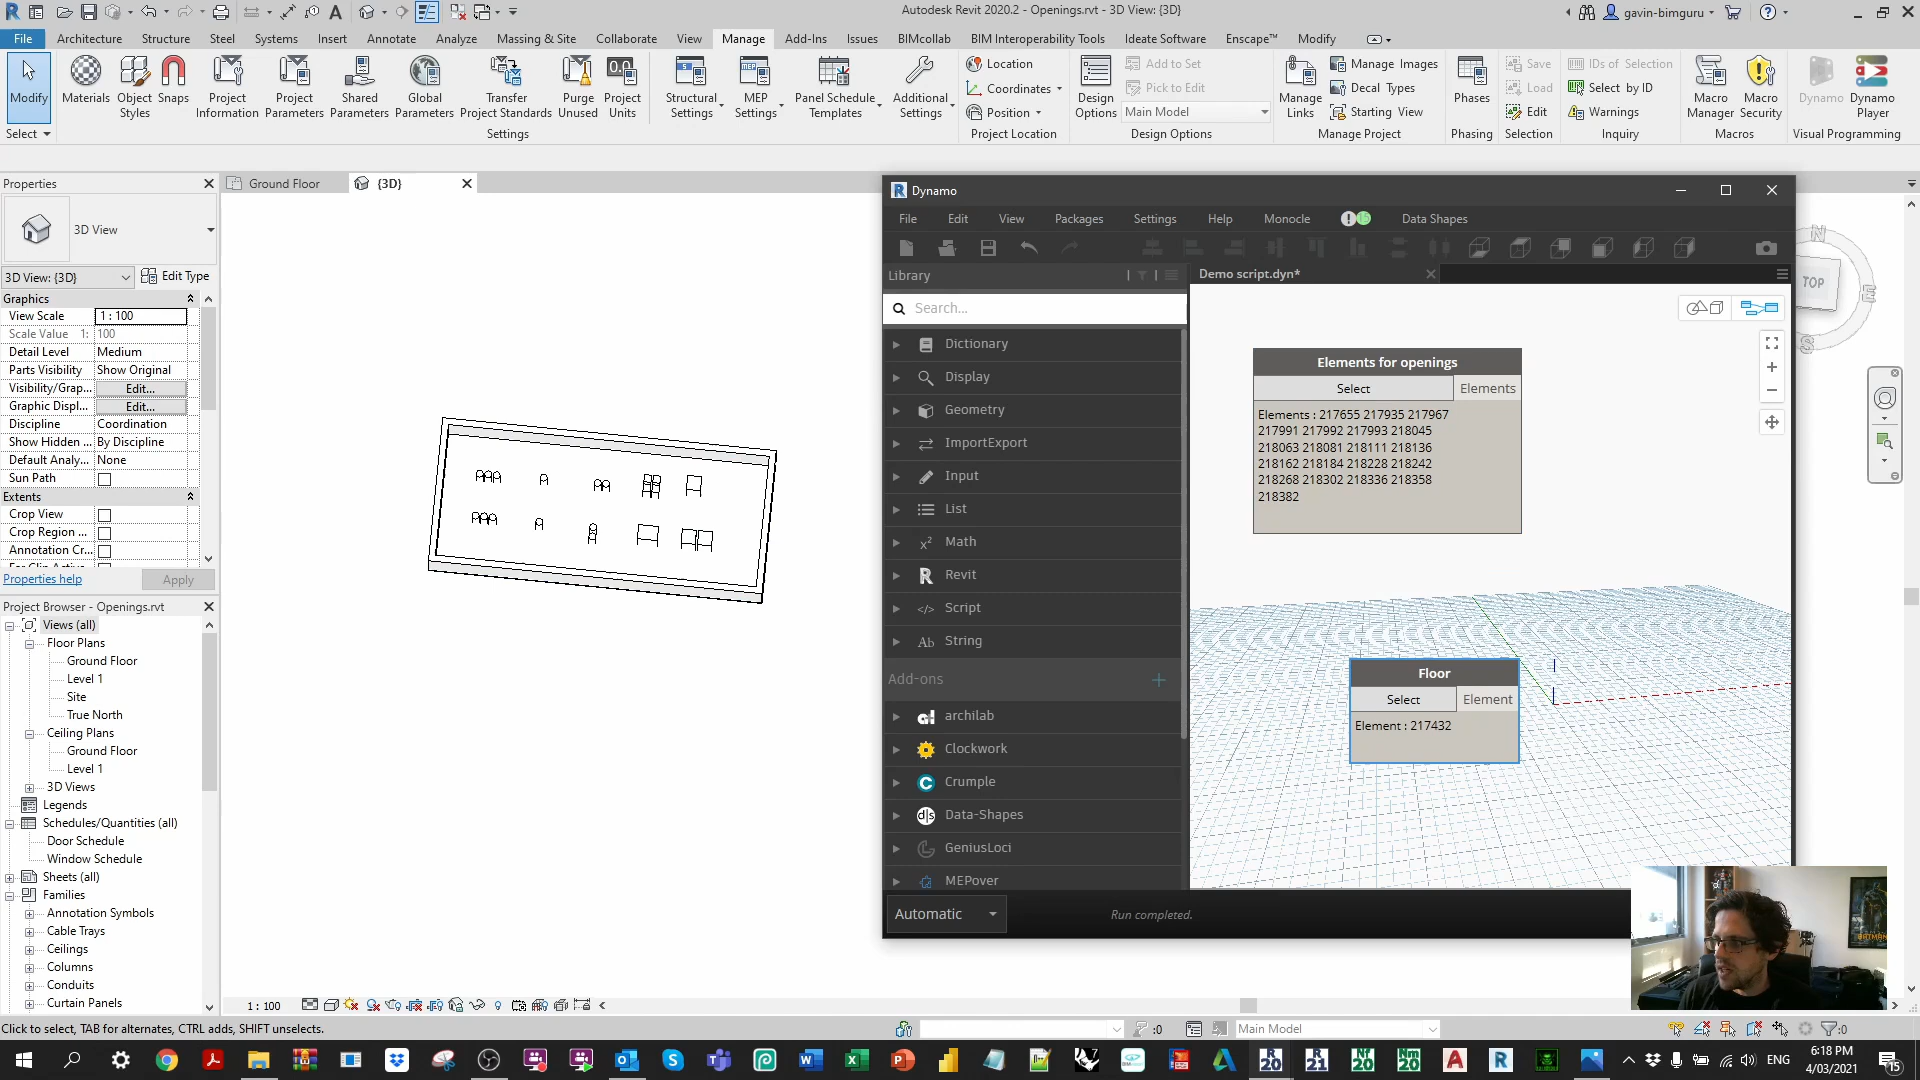 Autodesk Revit 2020.2 - Openings.rvt - 3D View: {3D}
gavin-bimguru
File
Architecture
Structure
Steel
Systems
Insert
Annotate
Analyze
Massing & Site
Collaborate
View
Manage
Add-Ins
Issues
BIMcollab
BIM Interoperability Tools
Ideate Software
Enscape™
Modify
Modify
Materials
Object Styles
Snaps
Project Information
Project Parameters
Shared Parameters
Global Parameters
Transfer Project Standards
Purge Unused
Project Units
Structural Settings
MEP Settings
Panel Schedule Templates
Additional Settings
Location
Coordinates
Position
Design Options
Add to Set
Pick to Edit
Main Model
Manage Links
Manage Images
Decal Types
Starting View
Phases
Save
Load
Edit
IDs of Selection
Select by ID
Warnings
Macro Manager
Macro Security
Dynamo
Dynamo Player
Select
Settings
Project Location
Design Options
Manage Project
Phasing
Selection
Inquiry
Macros
Visual Programming
Properties
Ground Floor
{3D}
3D View
3D View: {3D}
Edit Type
Graphics
View Scale
1 : 100
Scale Value 1:
100
Detail Level
Medium
Parts Visibility
Show Original
Visibility/Grap...
Edit...
Graphic Displ...
Edit...
Discipline
Coordination
Show Hidden ...
By Discipline
Default Analy...
None
Sun Path
Extents
Crop View
Crop Region ...
Annotation Cr...
Properties help
Apply
Project Browser - Openings.rvt
Views (all)
Floor Plans
Ground Floor
Level 1
Site
True North
Ceiling Plans
Ground Floor
Level 1
3D Views
Legends
Schedules/Quantities (all)
Door Schedule
Window Schedule
Sheets (all)
Families
Annotation Symbols
Cable Trays
Ceilings
Columns
Conduits
Curtain Panels
Dynamo
File
Edit
View
Packages
Settings
Help
Monocle
Data Shapes
Library
Demo script.dyn*
Search...
Dictionary
Display
Geometry
ImportExport
Input
List
Math
Revit
Script
String
Add-ons
archilab
Clockwork
Crumple
Data-Shapes
GeniusLoci
MEPover
Automatic
Run completed.
Elements for openings
Select
Elements
Elements : 217655 217935 217967
217991 217992 217993 218045
218063 218081 218111 218136
218162 218184 218228 218242
218268 218302 218336 218358
218382
Floor
Select
Element
Element : 217432
TOP
N
E
S
1 : 100
Click to select, TAB for alternates, CTRL adds, SHIFT unselects.
:0
Main Model
:0
ENG
6:18 PM
4/03/2021
15